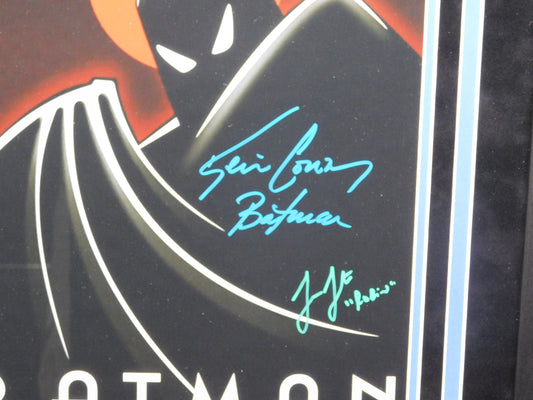 Kevin Conroy
Batman
"Robin"
BATMAN